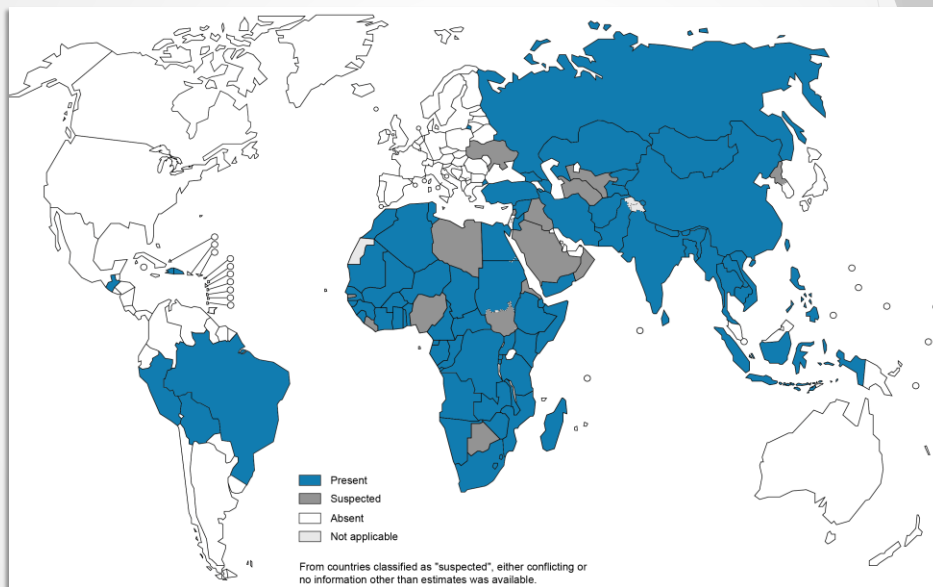 Present
Suspected
Absent
Not applicable
From countries classified as "suspected", either conflicting or
no information other than estimates was available.